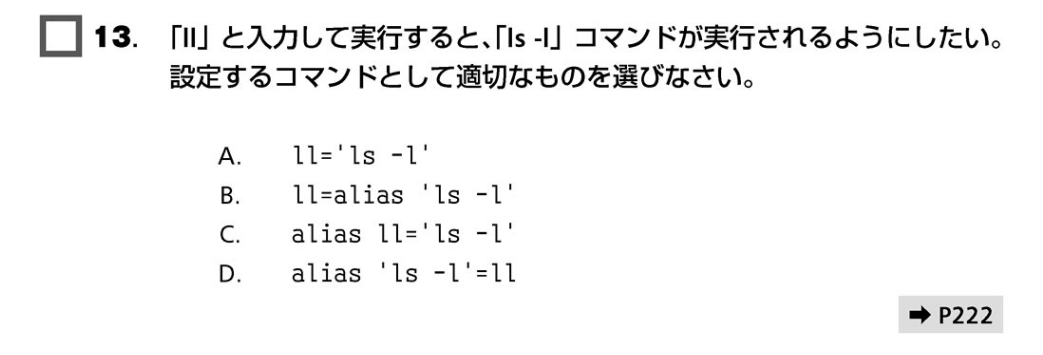 13. 「ll」と入力して実行すると、「ls -l」コマンドが実行されるようにしたい。
設定するコマンドとして適切なものを選びなさい。
A. ll='ls -l'
B. ll=alias 'ls -l'
C. alias ll='ls -l'
D. alias 'ls -l'=ll
➡ P222